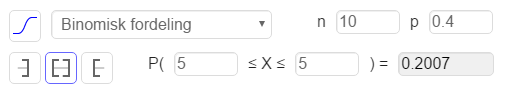 Binomisk fordeling n 10 p 0.4
P( 5 ≤ X ≤ 5 ) = 0.2007